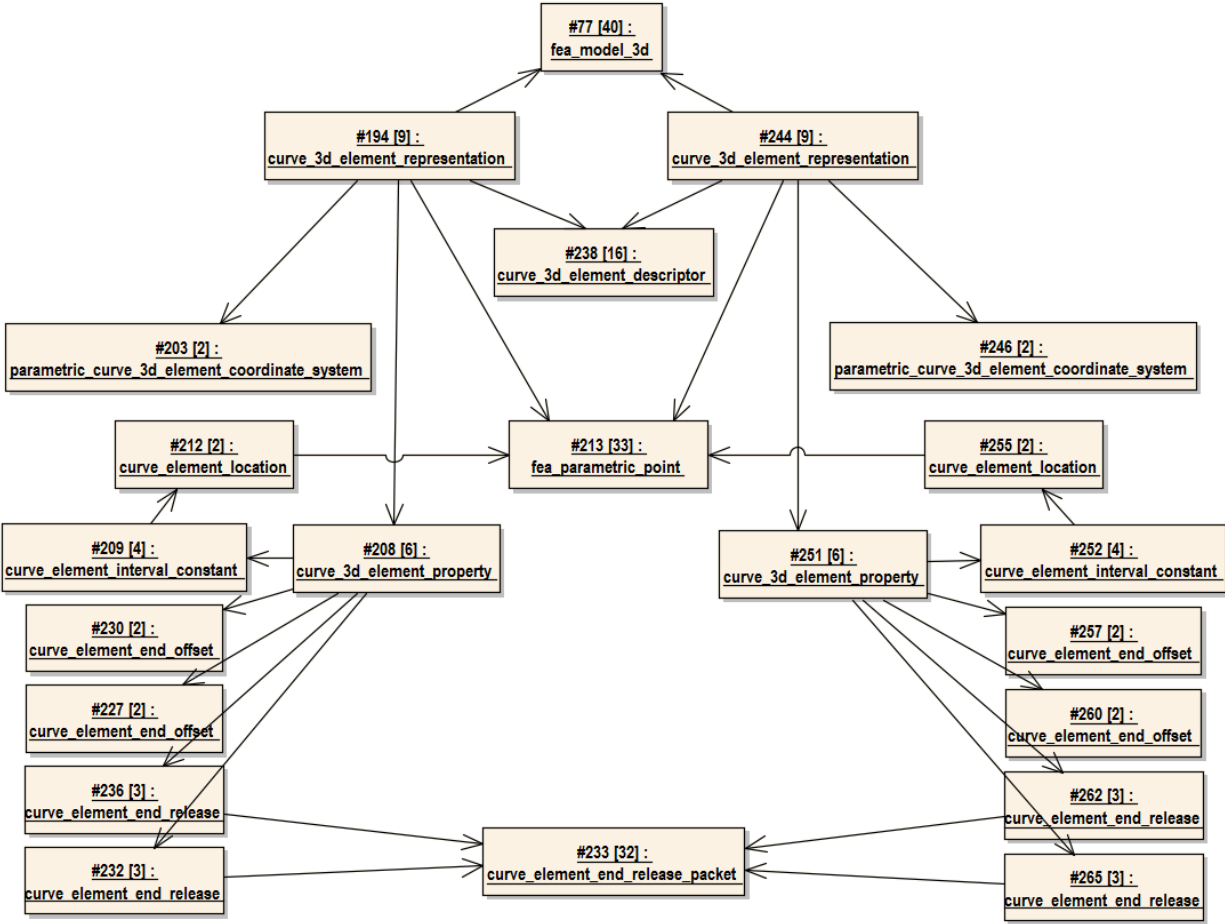 #77 [40] :
fea_model_3d
#194 [9] :
curve_3d_element_representation
#244 [9] :
curve_3d_element_representation
#238 [16] :
curve_3d_element_descriptor
#203 [2] :
parametric_curve_3d_element_coordinate_system
#246 [2] :
parametric_curve_3d_element_coordinate_system
#212 [2] :
curve_element_location
#213 [33] :
fea_parametric_point
#255 [2] :
curve_element_location
#209 [4] :
curve_element_interval_constant
#208 [6] :
curve_3d_element_property
#251 [6] :
curve_3d_element_property
#252 [4] :
curve_element_interval_constant
#230 [2] :
curve_element_end_offset
#257 [2] :
curve_element_end_offset
#227 [2] :
curve_element_end_offset
#260 [2] :
curve_element_end_offset
#236 [3] :
curve_element_end_release
#262 [3] :
curve_element_end_release
#233 [32] :
curve_element_end_release_packet
#232 [3] :
curve_element_end_release
#265 [3] :
curve_element_end_release